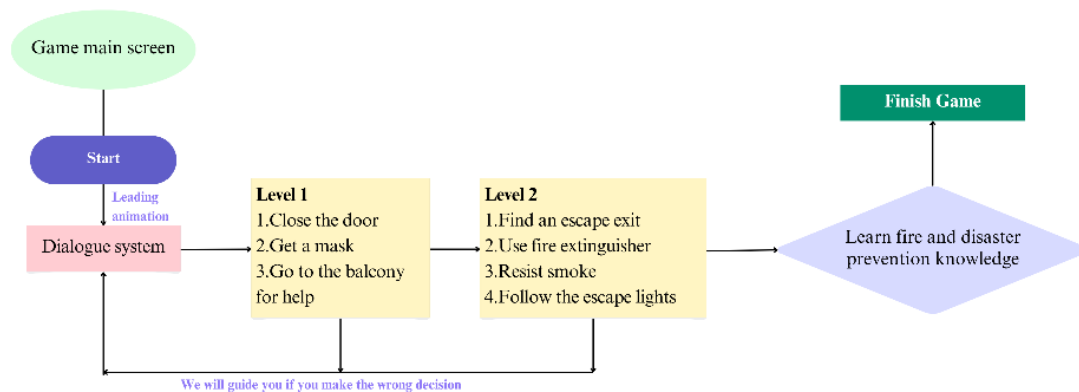 Game main screen
Start
Leading
animation
Dialogue system
Level 1
1.Close the door
2.Get a mask
3.Go to the balcony
for help
Level 2
1.Find an escape exit
2.Use fire extinguisher
3.Resist smoke
4.Follow the escape lights
Learn fire and disaster
prevention knowledge
Finish Game
We will guide you if you make the wrong decision